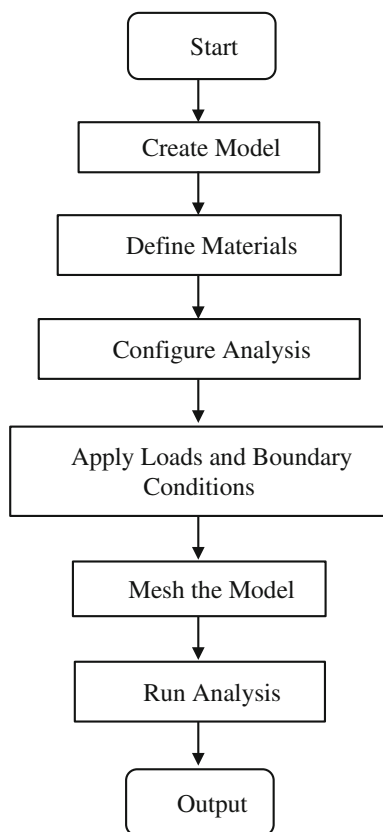 Start
Create Model
Define Materials
Configure Analysis
Apply Loads and Boundary
Conditions
Mesh the Model
Run Analysis
Output